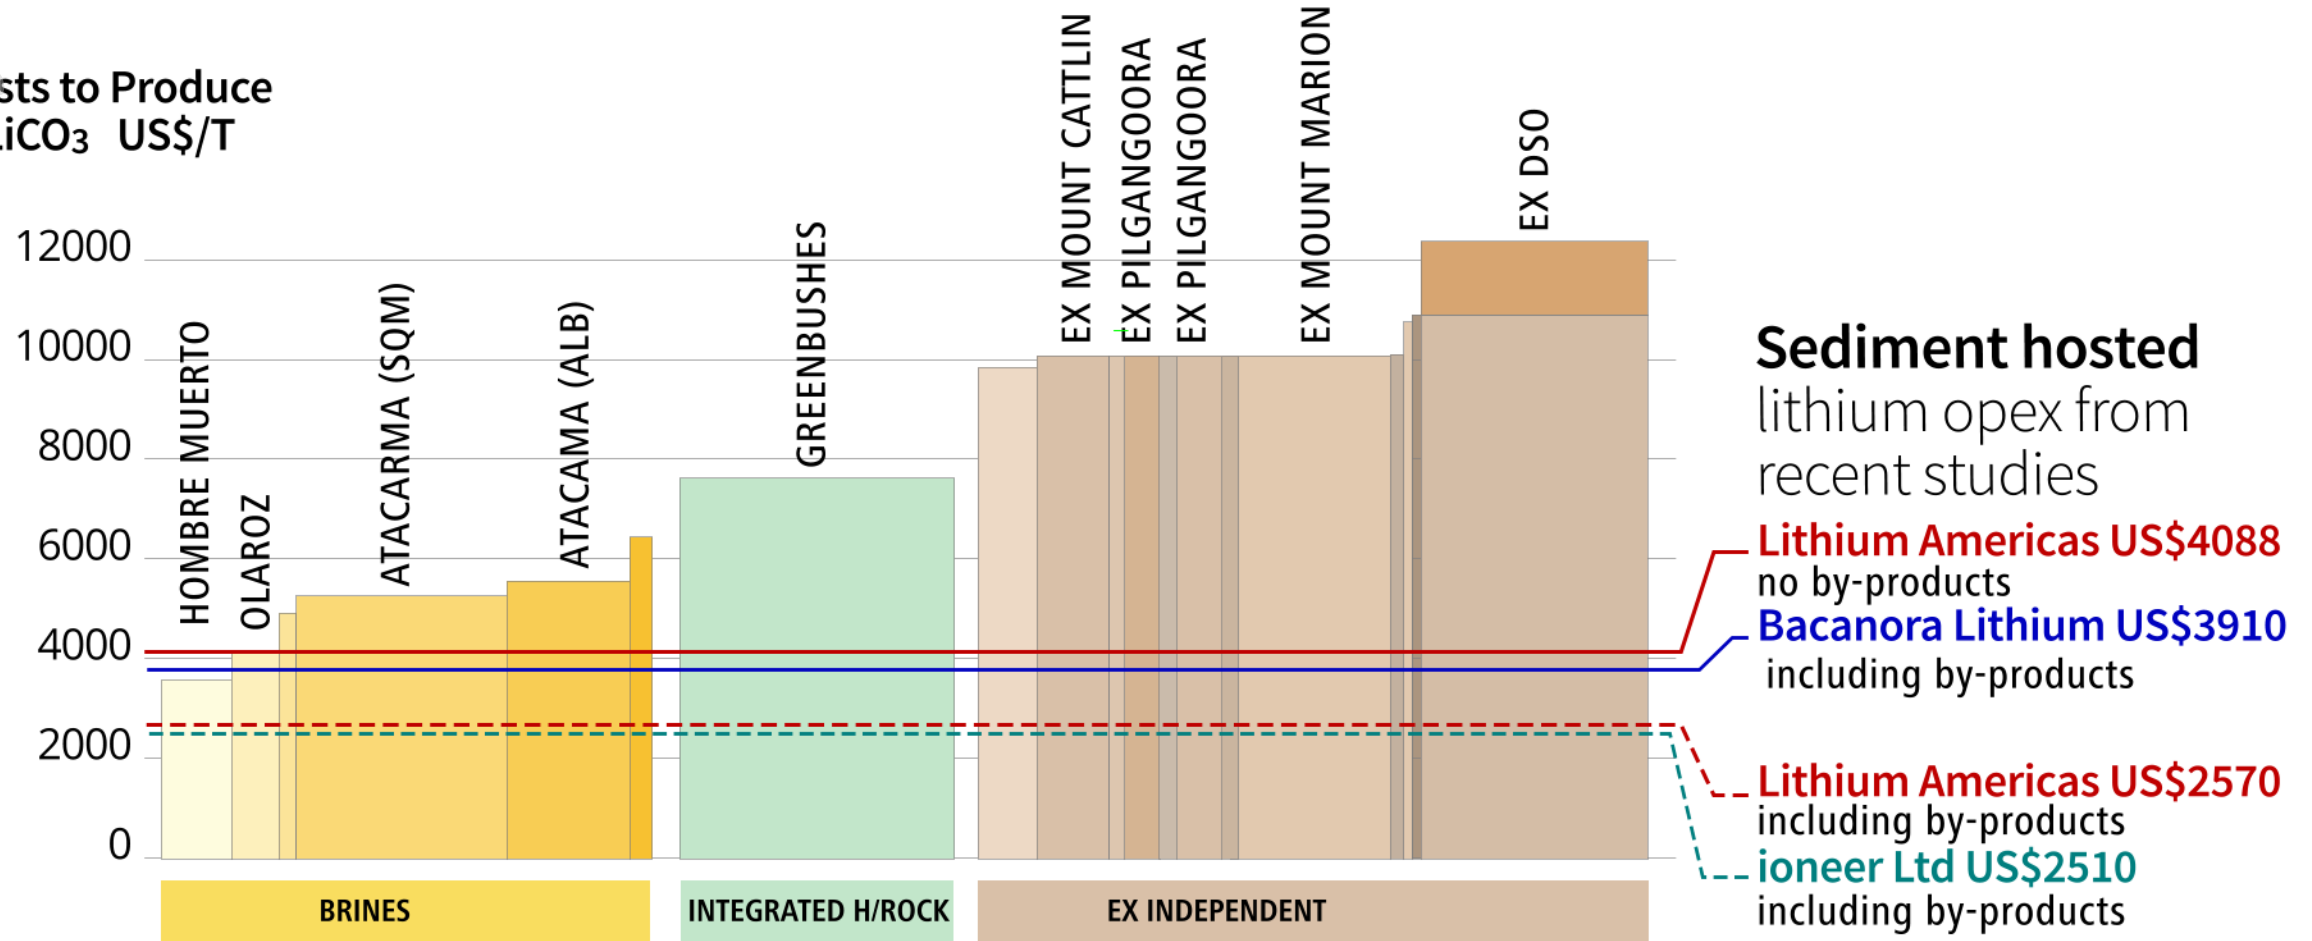 sts to Produce
LiCO3 US$/T
12000
10000
8000
6000
4000
2000
0
HOMBRE MUERTO
OLAROZ
ATACARMA (SQM)
ATACAMA (ALB)
GREENBUSHES
EX MOUNT CATTLIN
EX PILGANGOORA
EX PILGANGOORA
EX MOUNT MARION
EX DSO
BRINES
INTEGRATED H/ROCK
EX INDEPENDENT
Sediment hosted
lithium opex from
recent studies
Lithium Americas US$4088
no by-products
Bacanora Lithium US$3910
including by-products
Lithium Americas US$2570
including by-products
ioneer Ltd US$2510
including by-products